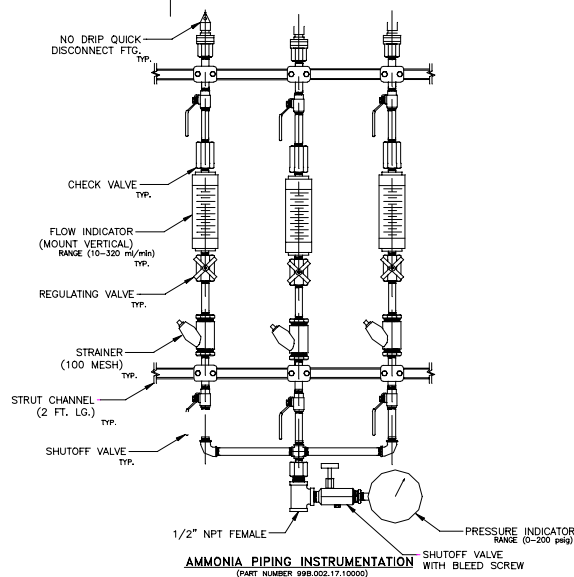 NO DRIP QUICK
DISCONNECT FTG.
TYP.
CHECK VALVE
TYP.
FLOW INDICATOR
(MOUNT VERTICAL)
RANGE (10-320 ml/min)
TYP.
REGULATING VALVE
TYP.
STRAINER
(100 MESH)
TYP.
STRUT CHANNEL
(2 FT. LG.)
TYP.
SHUTOFF VALVE
TYP.
1/2" NPT FEMALE
PRESSURE INDICATOR
RANGE (0-200 psig)
SHUTOFF VALVE
WITH BLEED SCREW
AMMONIA PIPING INSTRUMENTATION
(PART NUMBER 99B.002.17.10000)